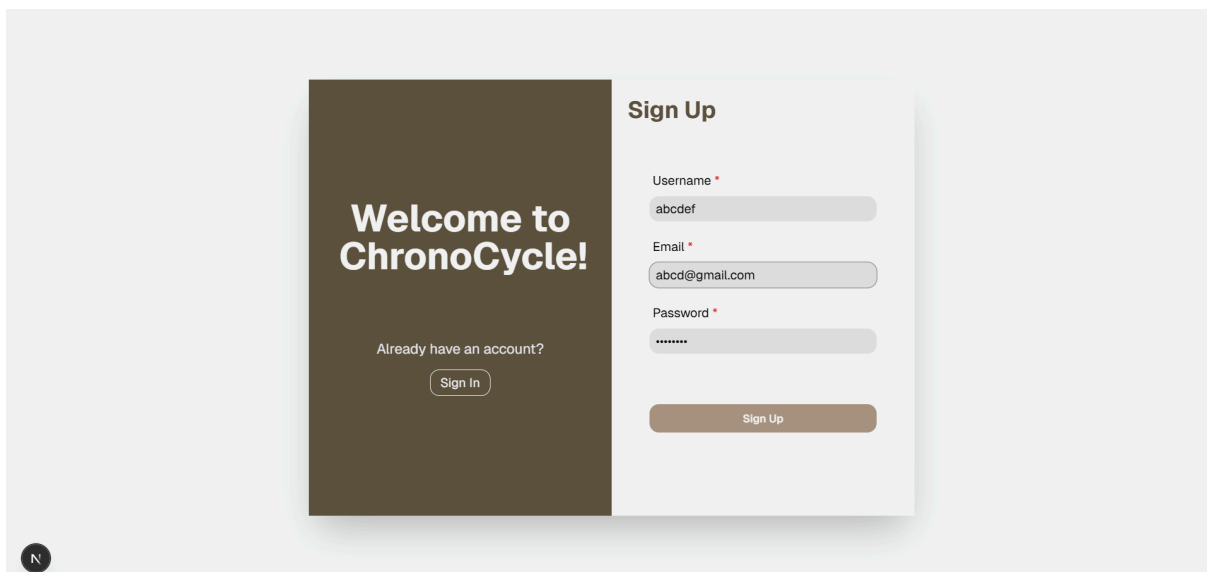 Welcome to
ChronoCycle!
Already have an account?
Sign In
Sign Up
Username *
abcdef
Email *
abcd@gmail.com
Password *
••••••••
Sign Up
N